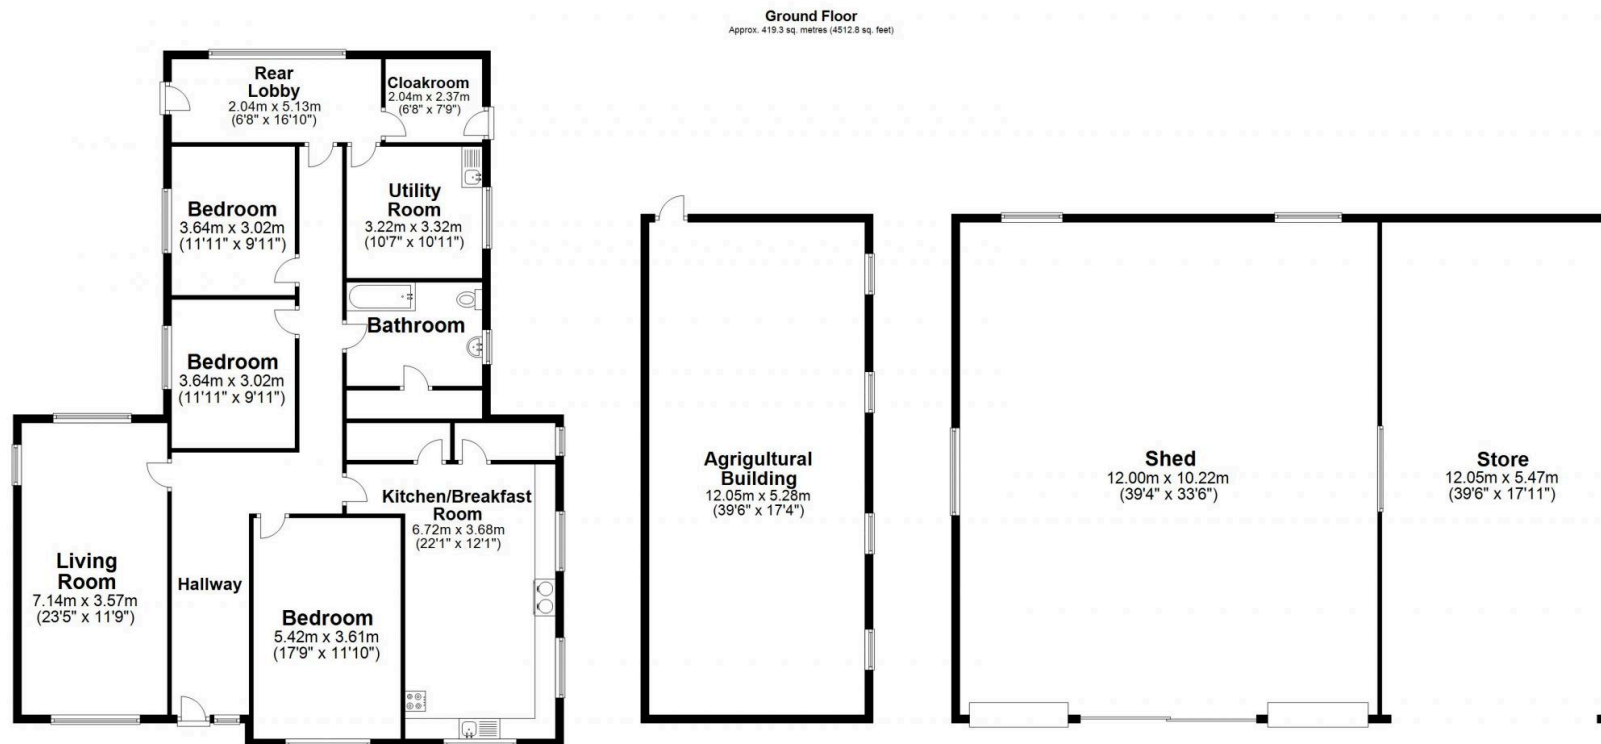 Ground Floor
Approx. 419.3 sq. metres (4512.8 sq. feet)
Rear
Lobby
2.04m x 5.13m
(6'8" x 16'10")
Cloakroom
2.04m x 2.37m
(6'8" x 7'9")
Bedroom
3.64m x 3.02m
(11'11" x 9'11")
Utility
Room
3.22m x 3.32m
(10'7" x 10'11")
Bathroom
Bedroom
3.64m x 3.02m
(11'11" x 9'11")
Kitchen/Breakfast
Room
6.72m x 3.68m
(22'1" x 12'1")
Living
Room
7.14m x 3.57m
(23'5" x 11'9")
Hallway
Bedroom
5.42m x 3.61m
(17'9" x 11'10")
Agrigultural
Building
12.05m x 5.28m
(39'6" x 17'4")
Shed
12.00m x 10.22m
(39'4" x 33'6")
Store
12.05m x 5.47m
(39'6" x 17'11")